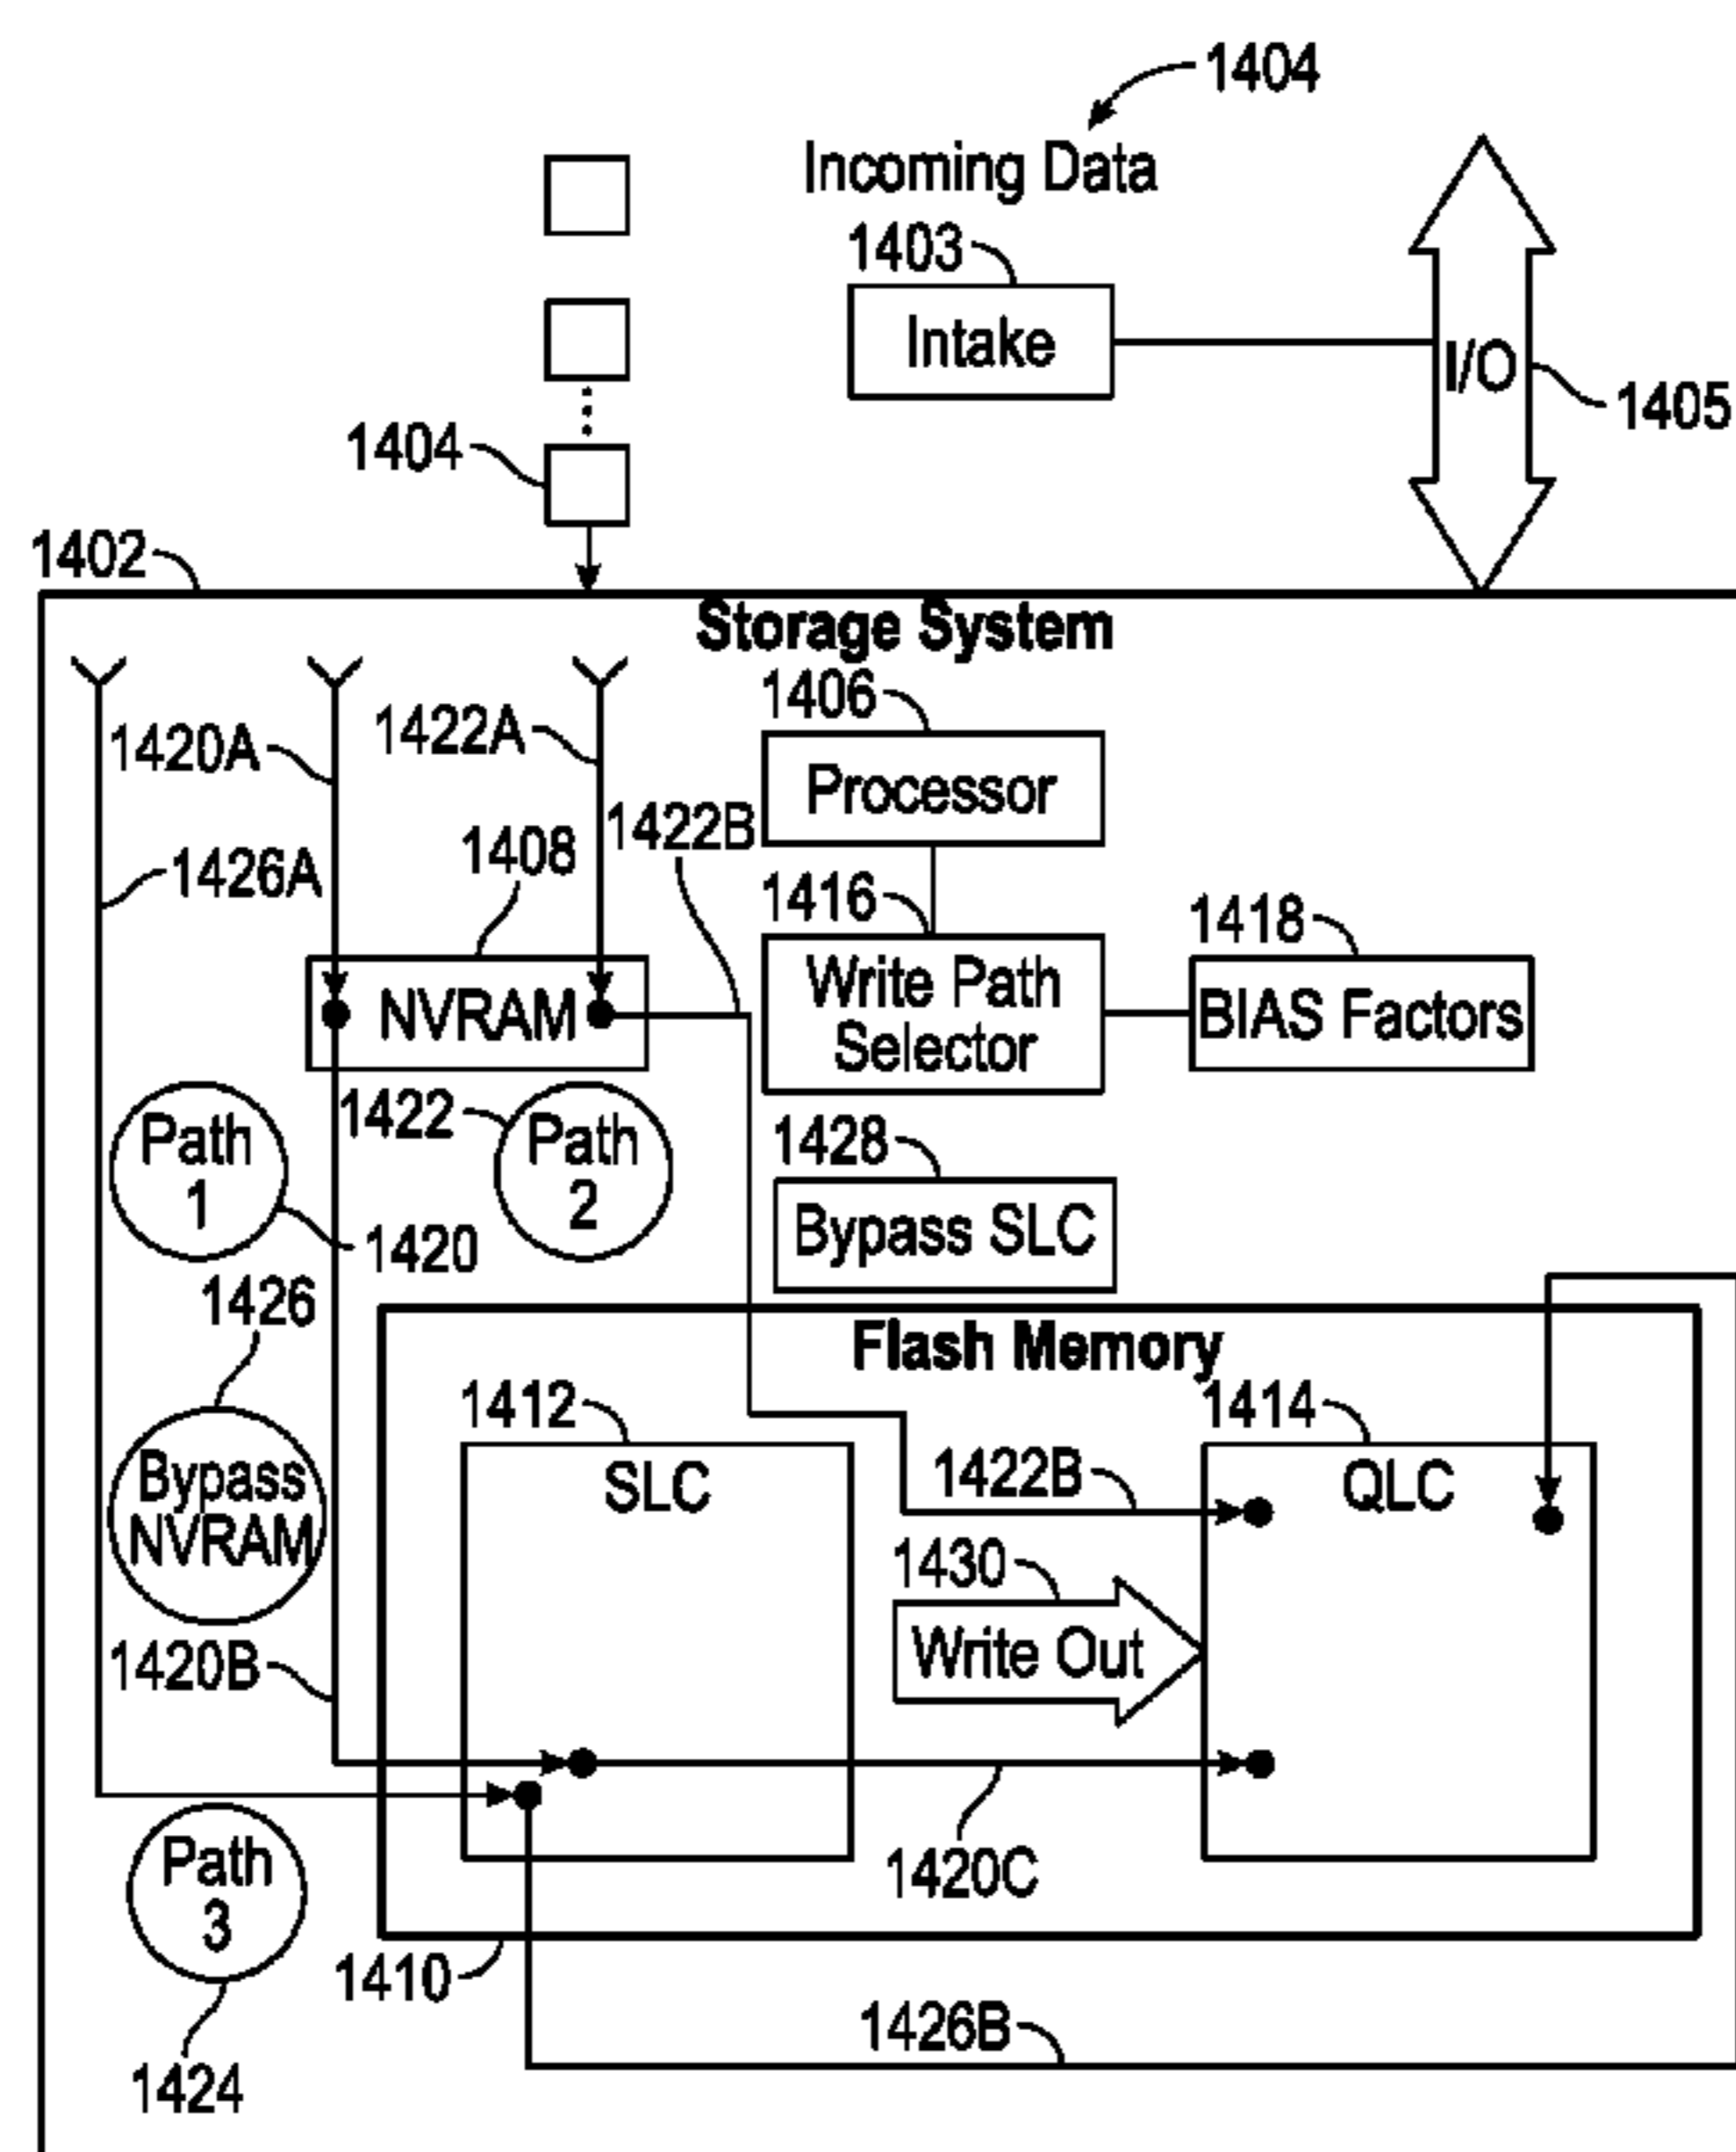 1404
Incoming Data
1403
Intake
I/O
1405
1404
1402
Storage System
1406
1420A
1422A
Processor
1422B
1408
1426A
1416
1418
NVRAM
Write Path
Selector
BIAS Factors
Path
1
1422
Path
2
1428
1420
Bypass SLC
1426
Flash Memory
1412
1414
SLC
QLC
1422B
Bypass
NVRAM
1430
Write Out
1420B
1420C
Path
3
1410
1426B
1424